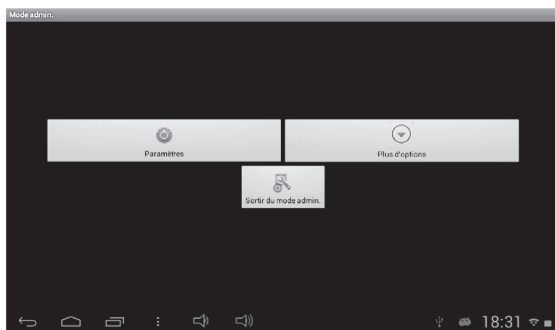 Mode admin.
Paramètres
Plus d'options
Sortir du mode admin.
18:31